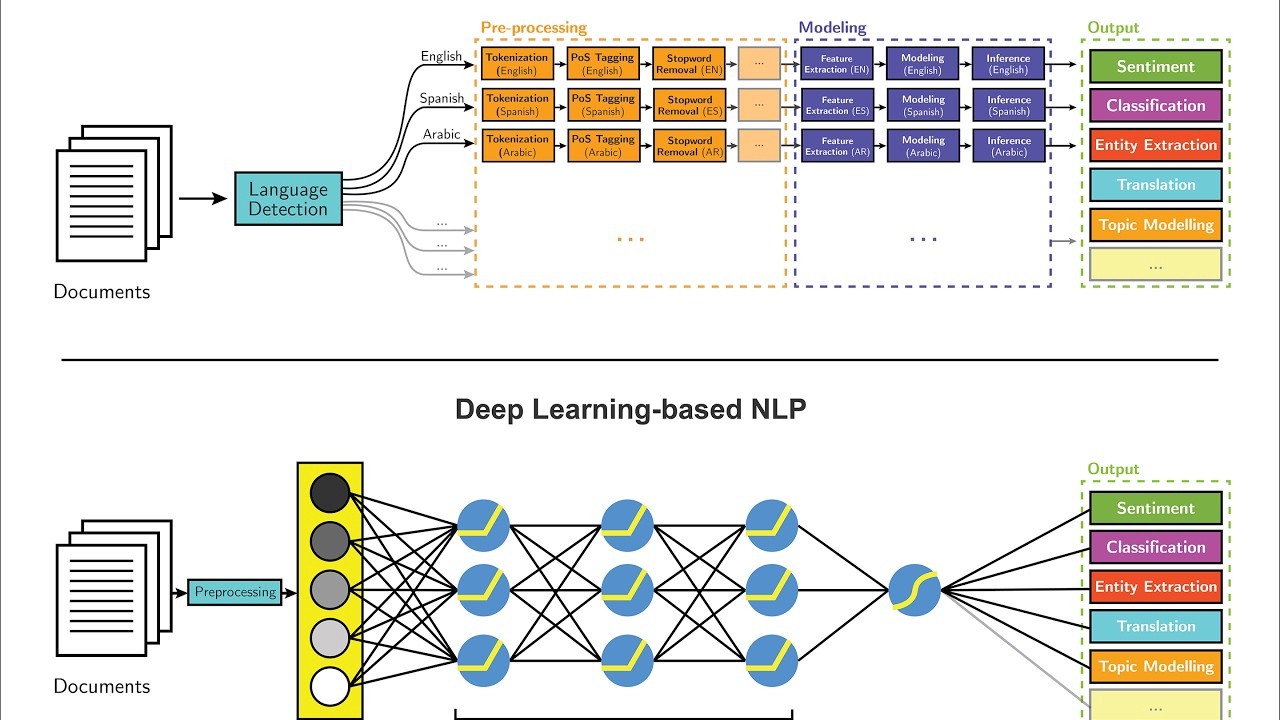 Pre-processing
Modeling
Output
English
Tokenization
(English)
PoS Tagging
(English)
Stopword
Removal (EN)
...
Feature
Extraction (EN)
Modeling
(English)
Inference
(English)
Sentiment
Spanish
Tokenization
(Spanish)
PoS Tagging
(Spanish)
Stopword
Removal (ES)
...
Feature
Extraction (ES)
Modeling
(Spanish)
Inference
(Spanish)
Classification
Arabic
Tokenization
(Arabic)
PoS Tagging
(Arabic)
Stopword
Removal (AR)
...
Feature
Extraction (AR)
Modeling
(Arabic)
Inference
(Arabic)
Entity Extraction
Language
Detection
Translation
...
...
...
...
...
Topic Modelling
...
Documents
Deep Learning-based NLP
Output
Sentiment
Classification
Preprocessing
Entity Extraction
Translation
Topic Modelling
...
Documents